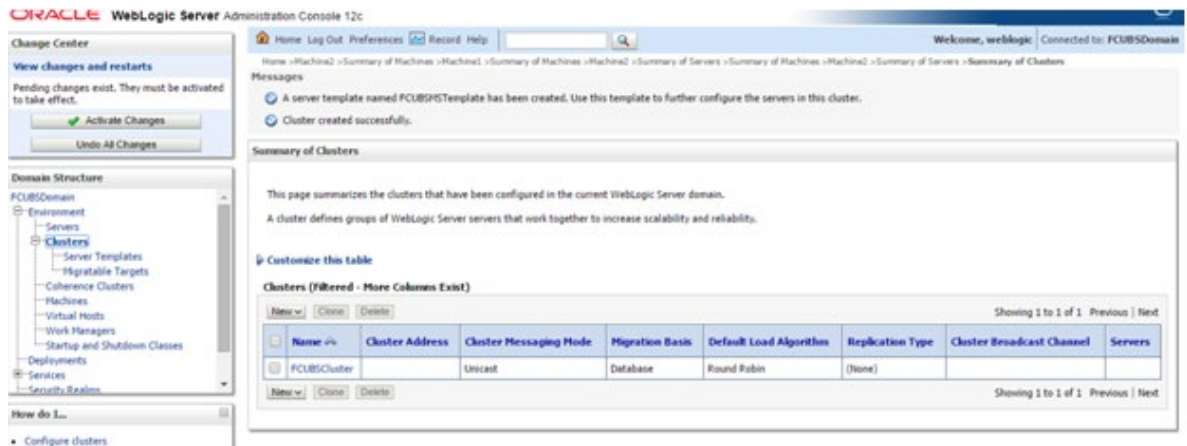 ORACLE WebLogic Server Administration Console 12c
Change Center
View changes and restarts
Pending changes exist. They must be activated
to take effect.
Activate Changes
Undo All Changes
Domain Structure
FCUBSDomain
Environment
Servers
Clusters
Server Templates
Migratable Targets
Coherence Clusters
Machines
Virtual Hosts
Work Managers
Startup and Shutdown Classes
Deployments
Services
Security Realms
How do I...
Configure clusters
Home Log Out Preferences Record Help
Welcome, weblogic Connected to: FCUBSDomain
Home >Machine2 >Summary of Machines >Machine1 >Summary of Machines >Machine2 >Summary of Servers >Summary of Machines >Machine2 >Summary of Servers >Summary of Clusters
Messages
A server template named FCUBSMSTemplate has been created. Use this template to further configure the servers in this cluster.
Cluster created successfully.
Summary of Clusters
This page summarizes the clusters that have been configured in the current WebLogic Server domain.
A cluster defines groups of WebLogic Server servers that work together to increase scalability and reliability.
Customize this table
Clusters (Filtered - More Columns Exist)
New Clone Delete Showing 1 to 1 of 1 Previous | Next
Name Cluster Address Cluster Messaging Mode Migration Basis Default Load Algorithm Replication Type Cluster Broadcast Channel Servers
FCUBSCluster Unicast Database Round Robin (None)
New Clone Delete Showing 1 to 1 of 1 Previous | Next